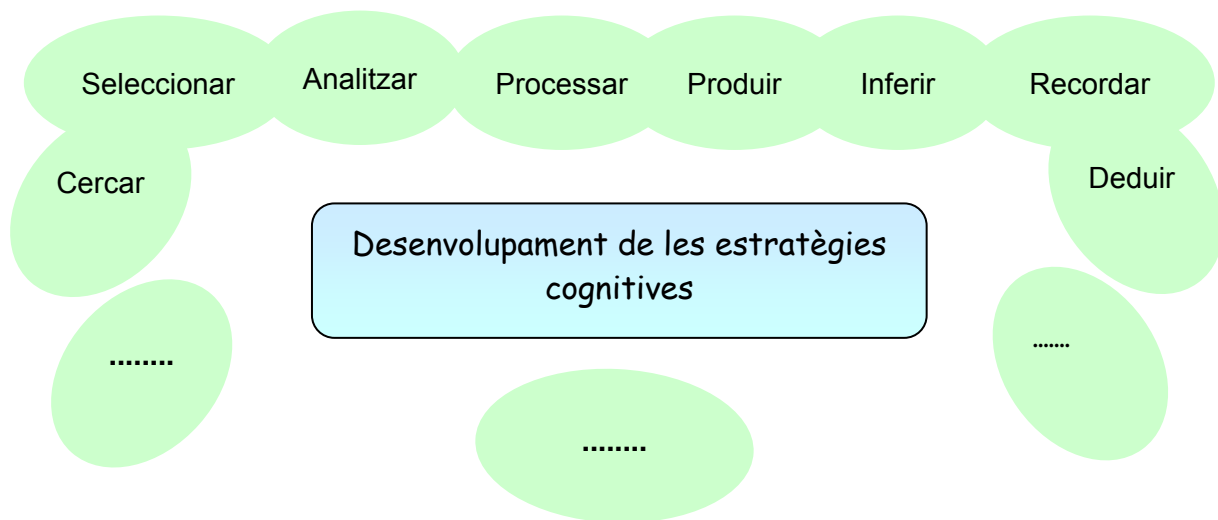 Seleccionar Analitzar Processar Produir Inferir Recordar
Cercar Deduir
Desenvolupament de les estratègies
cognitives
........ .......
........